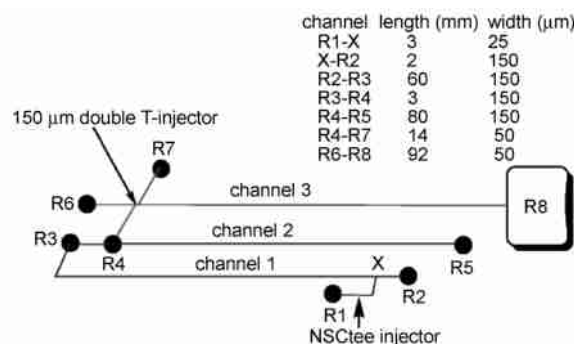 channel length (mm) width (μm)
R1-X 3 25
X-R2 2 150
R2-R3 60 150
R3-R4 3 150
R4-R5 80 150
R4-R7 14 50
R6-R8 92 50
150 μm double T-injector
R7
R6
channel 3
R8
R3
R4
channel 2
R5
channel 1
X
R2
R1
NSCtee injector